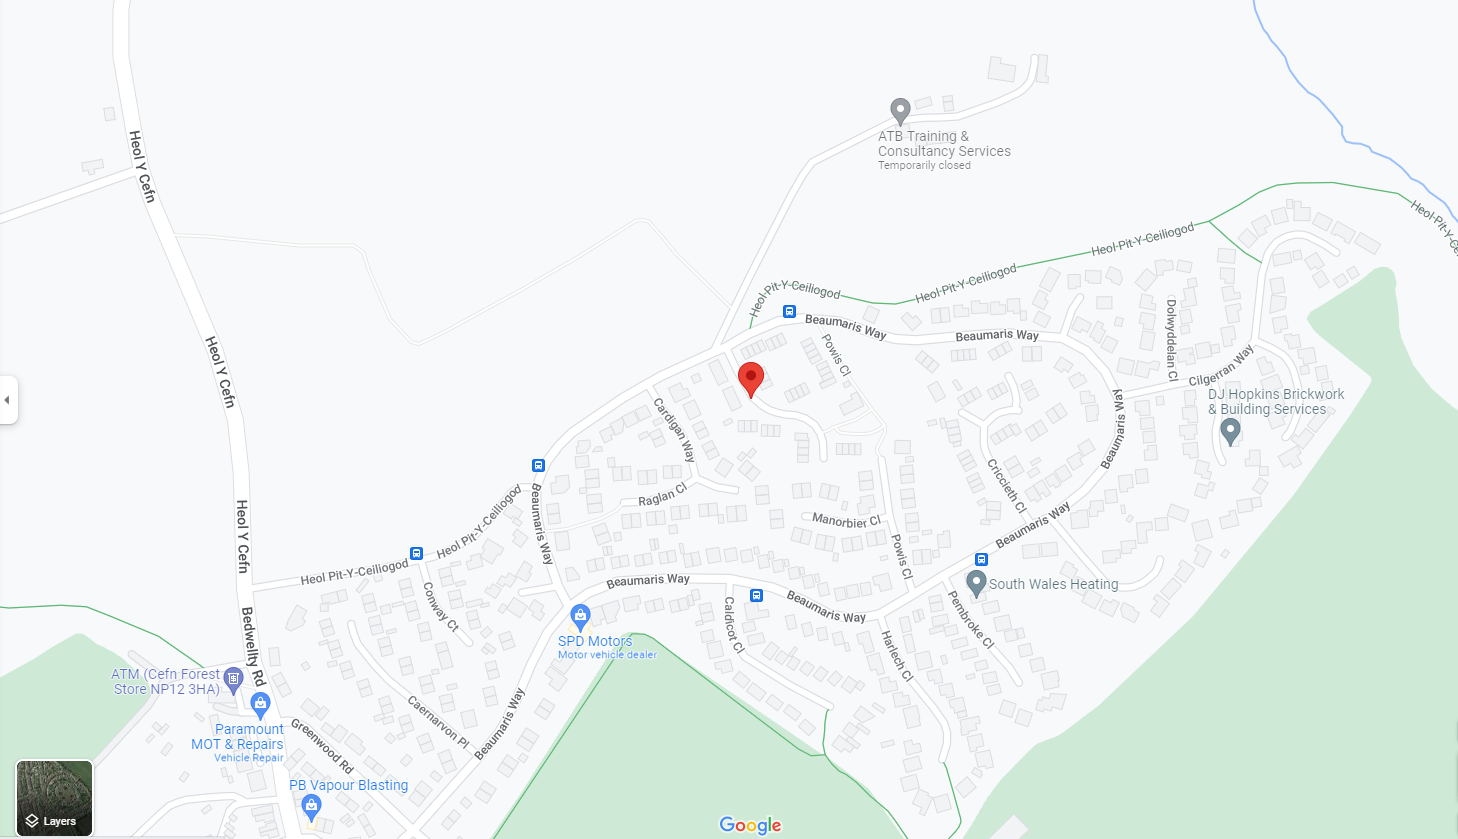 Heol Y Cefn
ATB Training &
Consultancy Services
Temporarily closed
Heol-Pit-Y-Ceiliogod
Heol-Pit-Y-Ceiliogod
Heol-Pit-Y-Ceiliogod
Heol-Pit-Y-Ceiliogod
Beaumaris Way
Beaumaris Way
Dolwyddelan Cl
Powis Cl
Heol Y Cefn
Cilgerran Way
DJ Hopkins Brickwork
& Building Services
Beaumaris Way
Cardigan Way
Criccieth Cl
Raglan Cl
Heol Y Cefn
Beaumaris Way
Heol Pit-Y-Ceiliogod
Manorbier Cl
Beaumaris Way
Powis Cl
Heol Pit-Y-Ceiliogod
Beaumaris Way
South Wales Heating
Conway Ct
Beaumaris Way
Caldicot Cl
Pembroke Cl
Bedwellty Rd
SPD Motors
Motor vehicle dealer
Harlech Cl
ATM (Cefn Forest
Store NP12 3HA)
Caernarvon Pl
Beaumaris Way
Paramount
MOT & Repairs
Vehicle Repair
Greenwood Rd
PB Vapour Blasting
Layers
Google